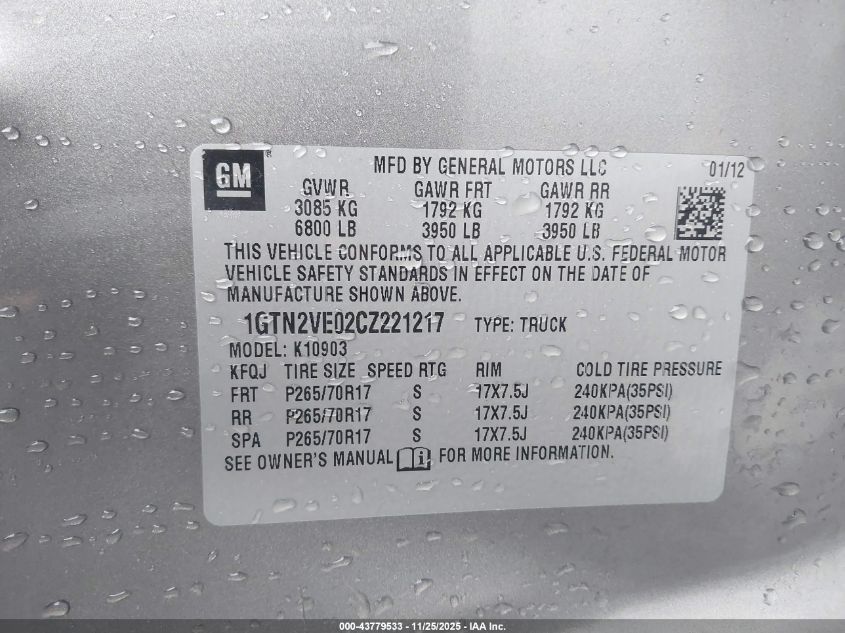 GM ® MFD BY GENERAL MOTORS LLC 01/12
GVWR GAWR FRT GAWR RR
3085 KG 1792 KG 1792 KG
6800 LB 3950 LB 3950 LB
THIS VEHICLE CONFORMS TO ALL APPLICABLE U.S. FEDERAL MOTOR
VEHICLE SAFETY STANDARDS IN EFFECT ON THE DATE OF
MANUFACTURE SHOWN ABOVE.
1GTN2VE02CZ221217 TYPE: TRUCK
MODEL: K10903
KFQJ TIRE SIZE SPEED RTG RIM COLD TIRE PRESSURE
FRT P265/70R17 S 17X7.5J 240KPA(35PSI)
RR P265/70R17 S 17X7.5J 240KPA(35PSI)
SPA P265/70R17 S 17X7.5J 240KPA(35PSI)
SEE OWNER'S MANUAL i FOR MORE INFORMATION.
000-43779533 - 11/25/2025 - IAA Inc.